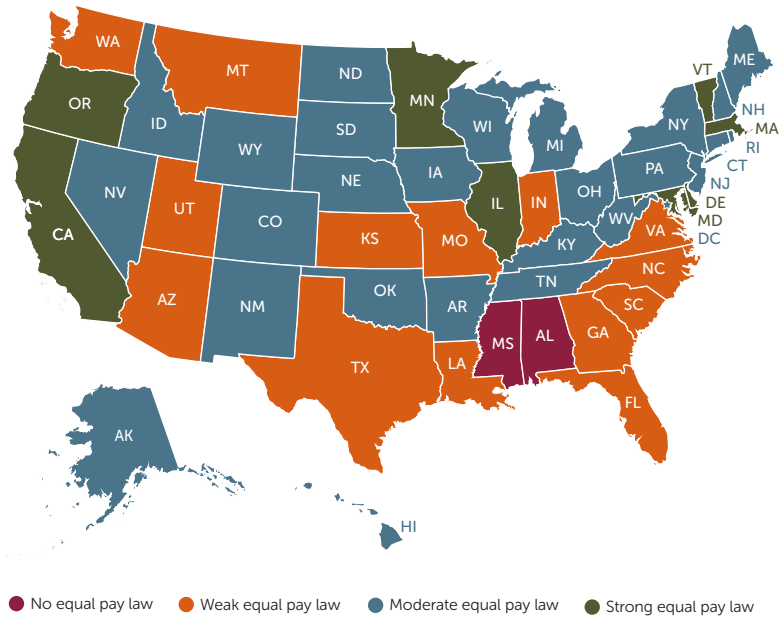 WA
MT
ND
MN
VT
ME
OR
ID
SD
WI
MI
NY
NH
MA
RI
CT
WY
NE
IA
PA
NJ
NV
UT
CO
IL
IN
OH
DE
MD
DC
WV
VA
CA
KS
MO
KY
NC
AZ
NM
OK
AR
TN
SC
MS
AL
GA
TX
LA
FL
AK
HI
No equal pay law
Weak equal pay law
Moderate equal pay law
Strong equal pay law